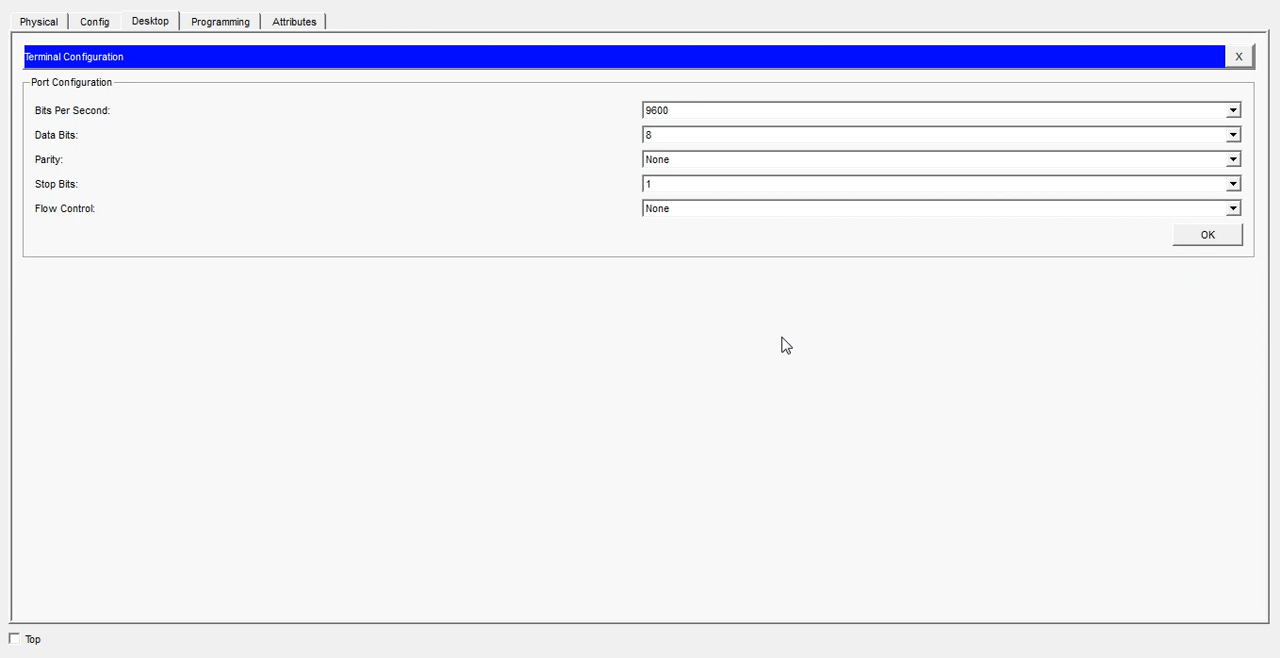 Physical Config Desktop Programming Attributes
Terminal Configuration X
Port Configuration
Bits Per Second: 9600
Data Bits: 8
Parity: None
Stop Bits: 1
Flow Control: None
OK
Top